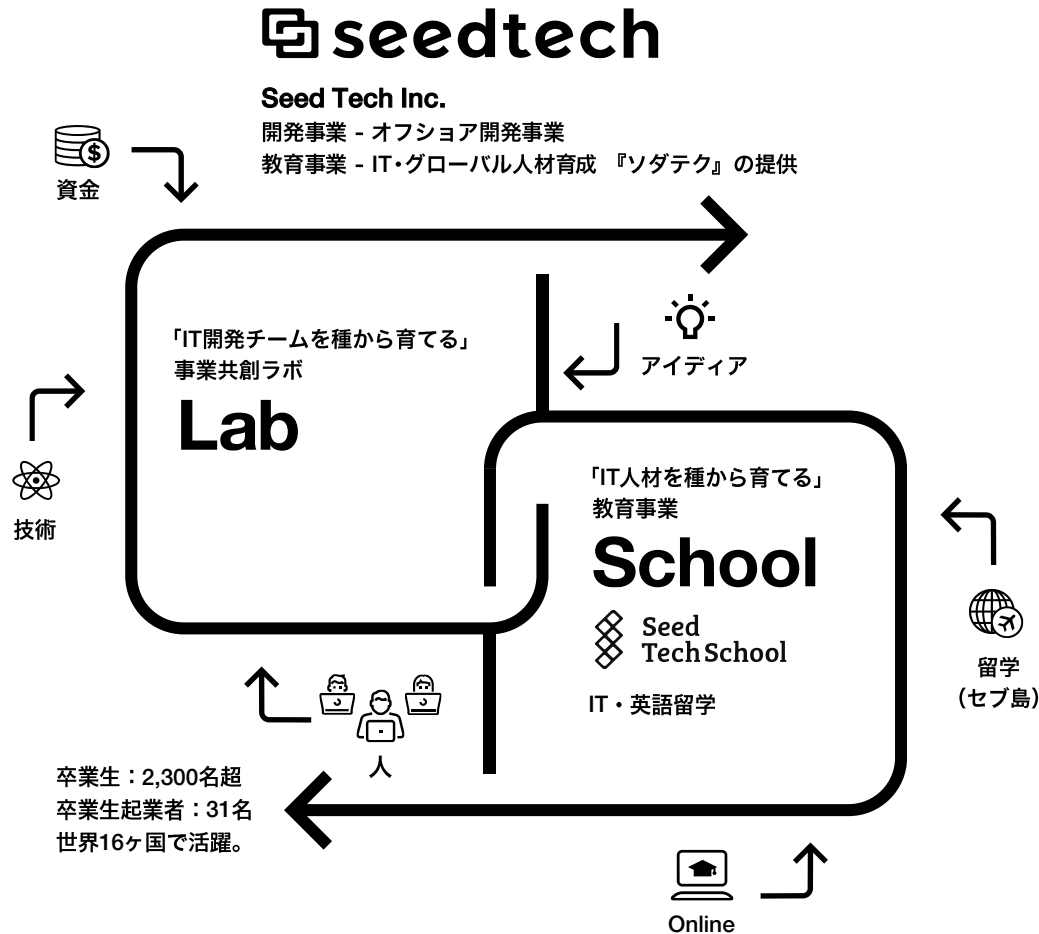 seedtech
Seed Tech Inc.
開発事業 - オフショア開発事業
教育事業 - IT・グローバル人材育成 『ソダテク』の提供
資金
「IT開発チームを種から育てる」
事業共創ラボ
Lab
アイディア
技術
「IT人材を種から育てる」
教育事業
School
Seed
Tech School
IT・英語留学
留学
（セブ島）
人
卒業生：2,300名超
卒業生起業者：31名
世界16ヶ国で活躍。
Online